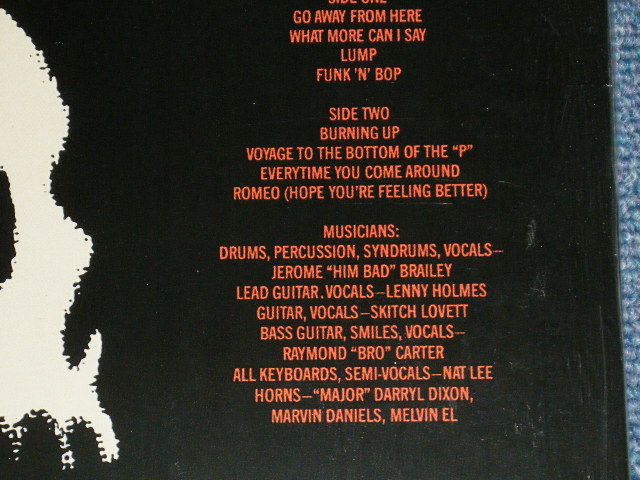 SIDE ONE
GO AWAY FROM HERE
WHAT MORE CAN I SAY
LUMP
FUNK 'N' BOP
SIDE TWO
BURNING UP
VOYAGE TO THE BOTTOM OF THE "P"
EVERYTIME YOU COME AROUND
ROMEO (HOPE YOU'RE FEELING BETTER)
MUSICIANS:
DRUMS, PERCUSSION, SYNDRUMS, VOCALS—
JEROME "HIM BAD" BRAILEY
LEAD GUITAR. VOCALS—LENNY HOLMES
GUITAR, VOCALS—SKITCH LOVETT
BASS GUITAR, SMILES, VOCALS—
RAYMOND "BRO" CARTER
ALL KEYBOARDS, SEMI-VOCALS—NAT LEE
HORNS—"MAJOR" DARRYL DIXON,
MARVIN DANIELS, MELVIN EL